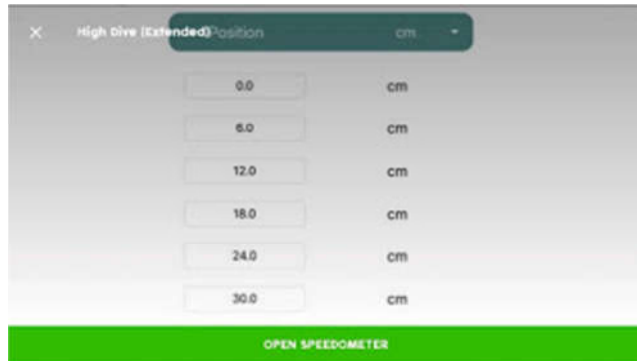 × High Dive (Extended) Position cm
0.0 cm
6.0 cm
12.0 cm
18.0 cm
24.0 cm
30.0 cm
OPEN SPEEDOMETER